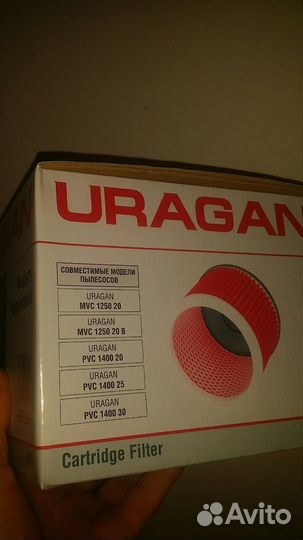 URAGAN
СОВМЕСТИМЫЕ МОДЕЛИ
ПЫЛЕСОСОВ
URAGAN
MVC 1250 20
URAGAN
MVC 1250 20 B
URAGAN
PVC 1400 20
URAGAN
PVC 1400 25
URAGAN
PVC 1400 30
Cartridge Filter
Avito